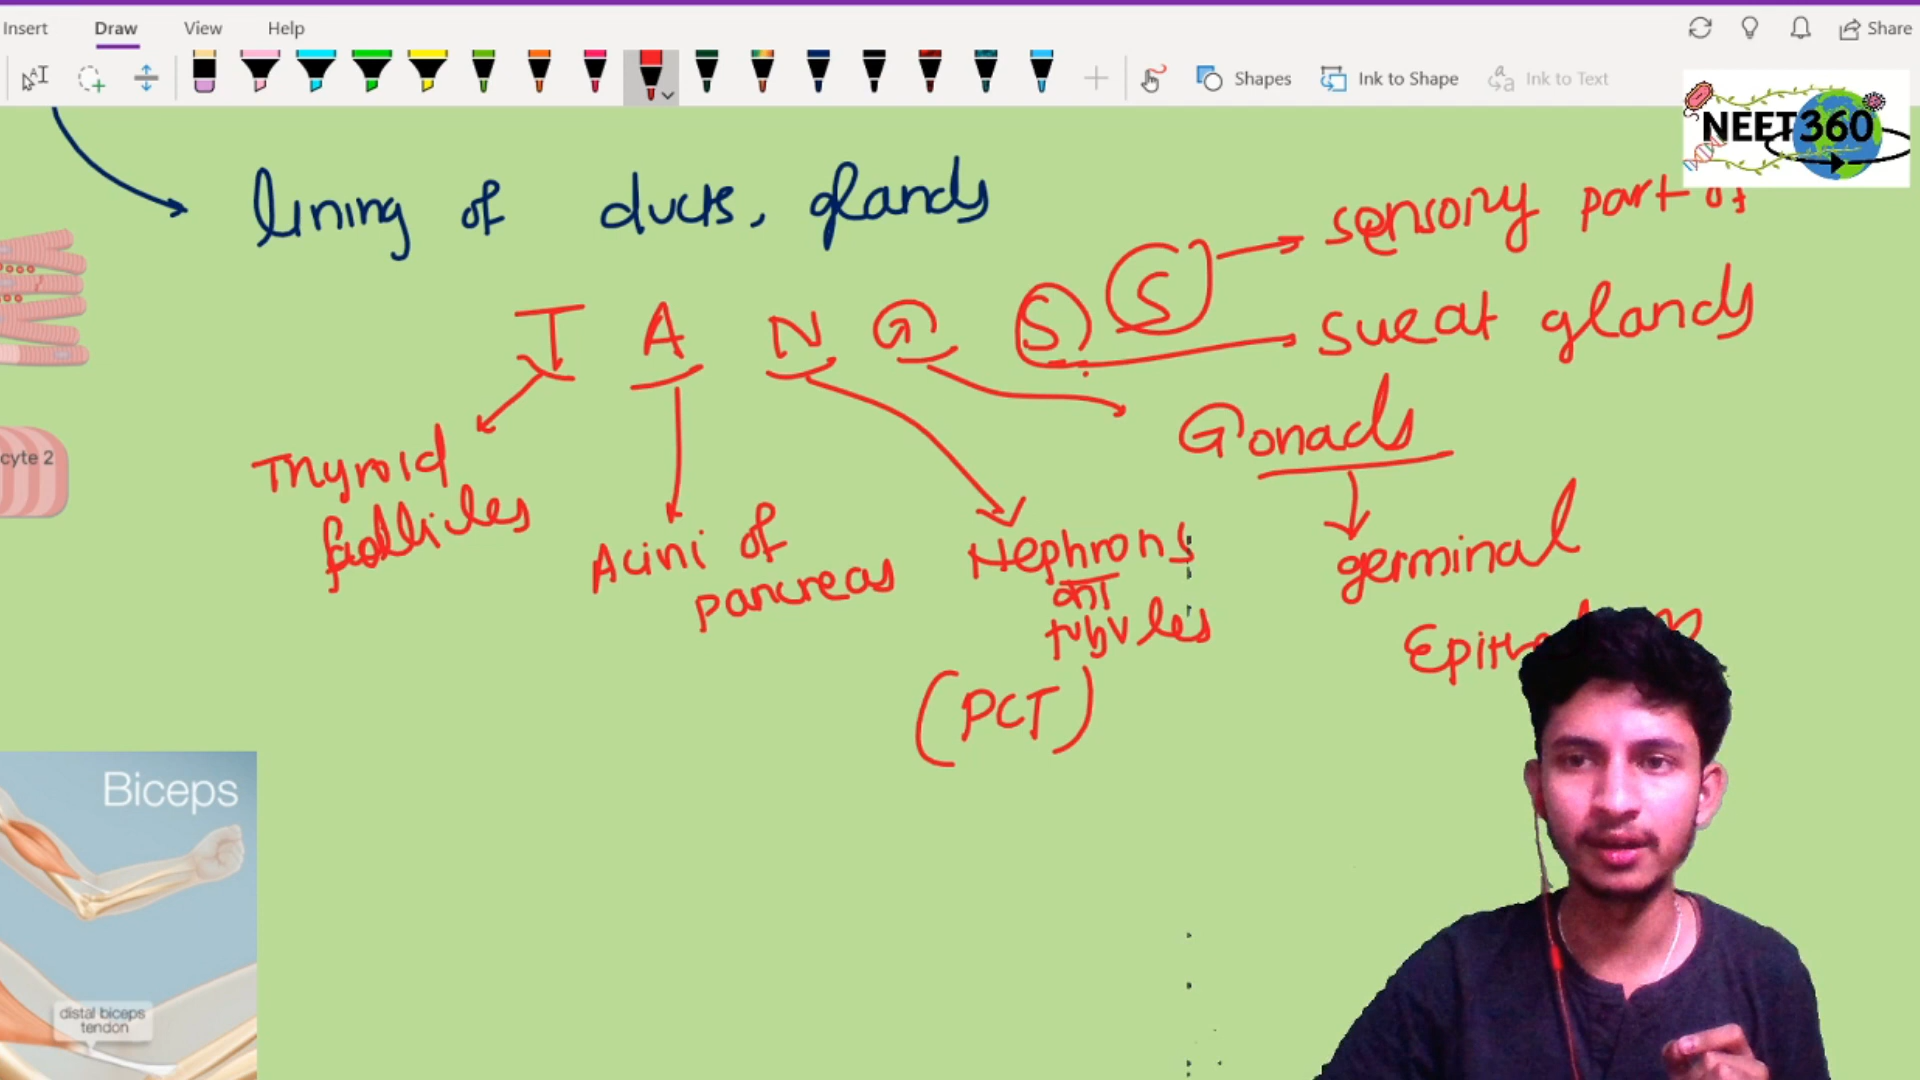 Insert Draw View Help Share
Shapes Ink to Shape Ink to Text
NEET360
lining of ducts, glands
sensory part of
T A N G S S
sweat glands
Gonads
Thyroid
follicles
Acini of
pancreas
Nephrons
tubules
(PCT)
germinal
cyte 2
Biceps
distal biceps
tendon